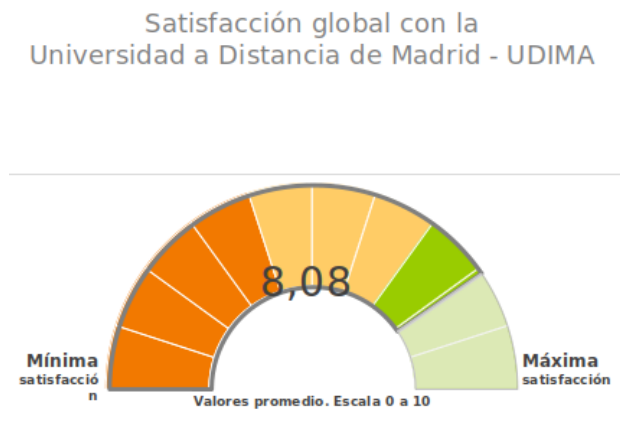 Satisfacción global con la
Universidad a Distancia de Madrid - UDIMA
8,08
Mínima
satisfacció
n
Máxima
satisfacción
Valores promedio. Escala 0 a 10